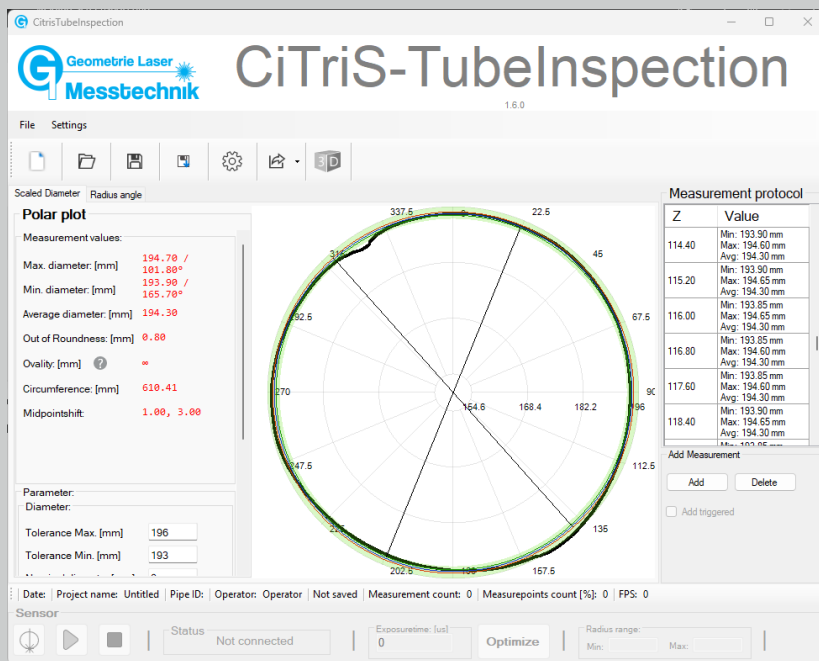 CitrisTubeInspection
Geometrie Laser
Messtechnik
CiTriS-TubeInspection
1.6.0
File Settings
3D
Scaled Diameter Radius angle
Polar plot
Measurement values:
Max. diameter: [mm] 194.70 /
101.80°
Min. diameter: [mm] 193.90 /
165.70°
Average diameter: [mm] 194.30
Out of Roundness: [mm] 0.80
Ovality: [mm] ? ∞
Circumference: [mm] 610.41
Midpointshift: 1.00, 3.00
Parameter:
Diameter:
Tolerance Max. [mm] 196
Tolerance Min. [mm] 193
337.5
22.5
45
67.5
90
292.5
270
154.6 168.4 182.2 196
247.5
112.5
135
202.5
157.5
Measurement protocol
Z Value
114.40 Min: 193.90 mm
Max: 194.60 mm
Avg: 194.30 mm
115.20 Min: 193.90 mm
Max: 194.65 mm
Avg: 194.30 mm
116.00 Min: 193.85 mm
Max: 194.65 mm
Avg: 194.30 mm
116.80 Min: 193.85 mm
Max: 194.60 mm
Avg: 194.30 mm
117.60 Min: 193.85 mm
Max: 194.60 mm
Avg: 194.30 mm
118.40 Min: 193.90 mm
Max: 194.65 mm
Avg: 194.30 mm
Add Measurement
Add Delete
Add triggered
Date: Project name: Untitled Pipe ID: Operator: Operator Not saved Measurement count: 0 Measurepoints count [%]: 0 FPS: 0
Sensor
Status
Not connected
Exposuretime: [us]
0
Optimize
Radius range:
Min: Max: